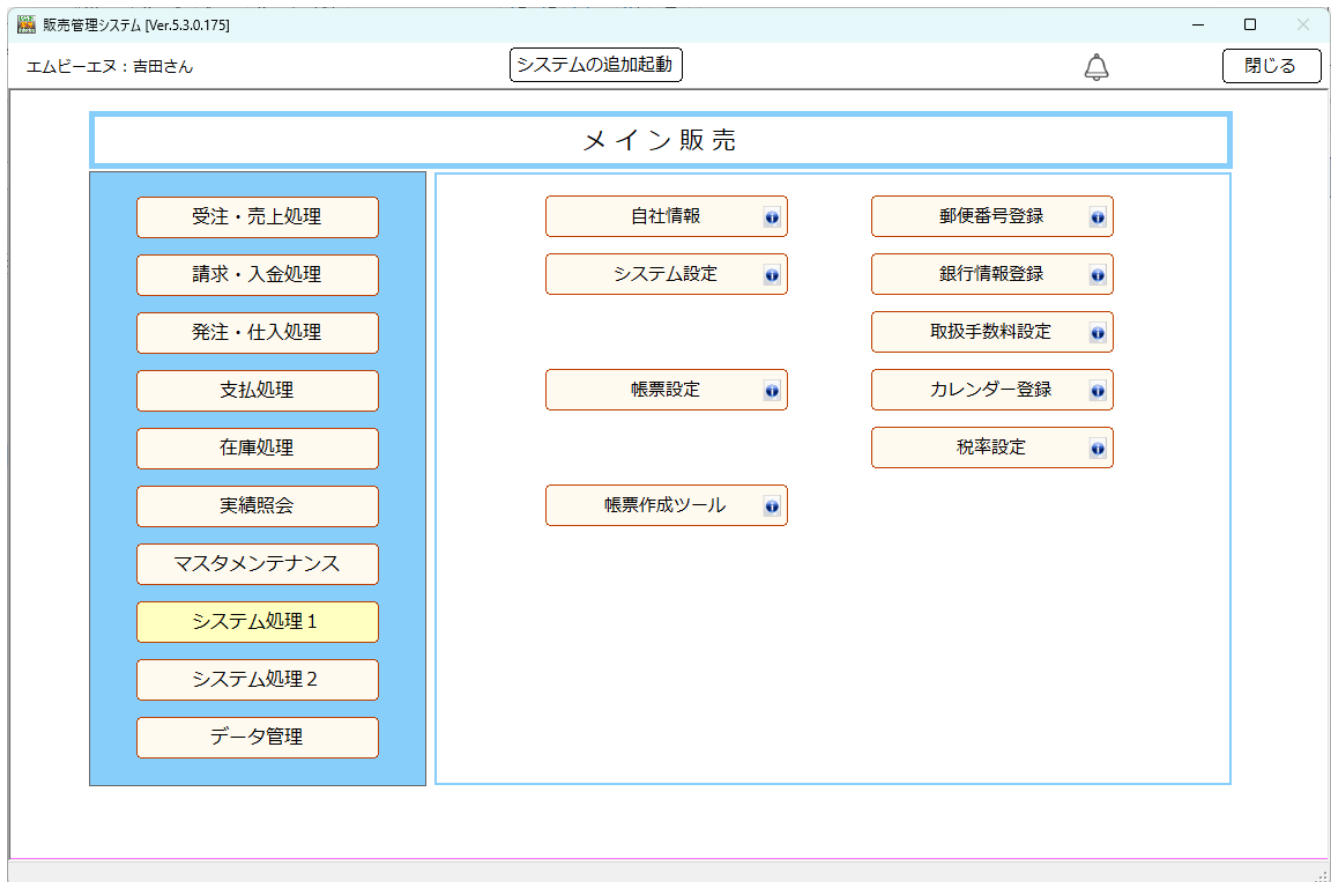 販売管理システム [Ver.5.3.0.175]
エムビーエヌ：吉田さん
システムの追加起動
閉じる
メイン販売
受注・売上処理
請求・入金処理
発注・仕入処理
支払処理
在庫処理
実績照会
マスタメンテナンス
システム処理１
システム処理２
データ管理
自社情報
システム設定
帳票設定
帳票作成ツール
郵便番号登録
銀行情報登録
取扱手数料設定
カレンダー登録
税率設定